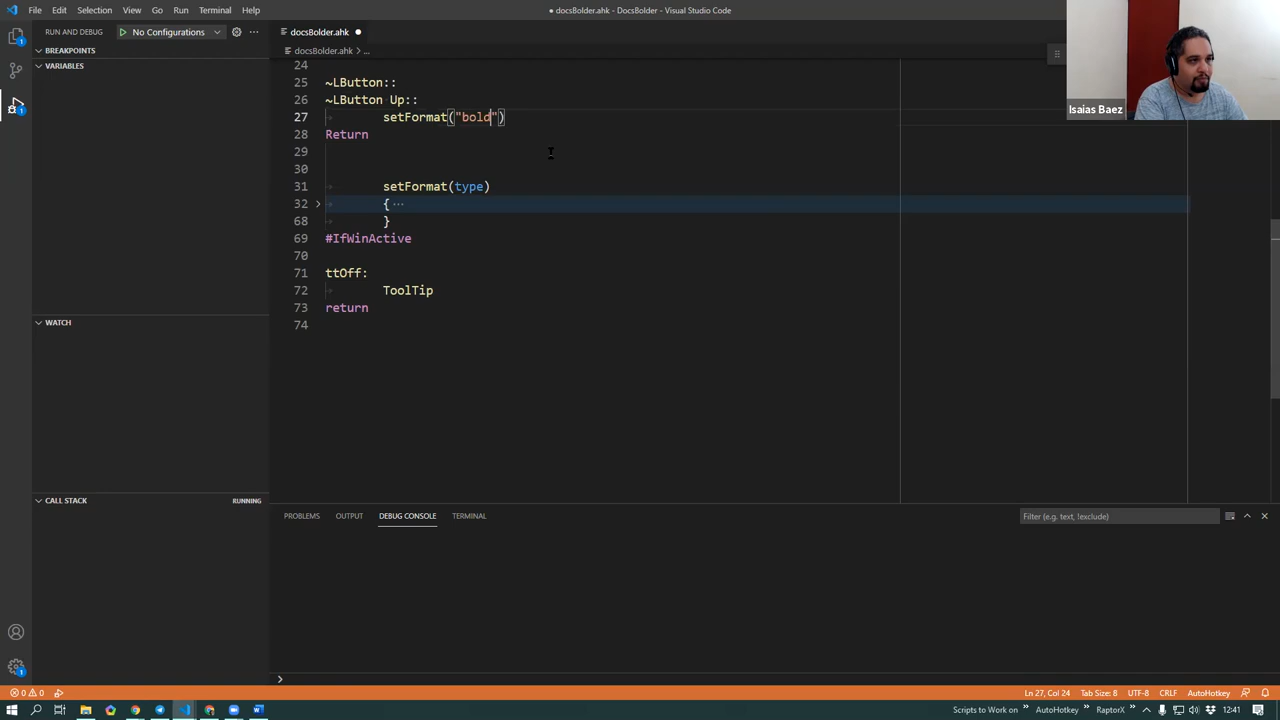 File Edit Selection View Go Run Terminal Help
● docsBolder.ahk - DocsBolder - Visual Studio Code
RUN AND DEBUG No Configurations
docsBolder.ahk
BREAKPOINTS
docsBolder.ahk > ...
VARIABLES
24
25 ~LButton::
26 ~LButton Up::
27 setFormat("bold")
28 Return
29
30
31 setFormat(type)
32 { ...
68 }
69 #IfWinActive
70
71 ttOff:
72 ToolTip
73 return
74
Isaias Baez
WATCH
CALL STACK RUNNING
PROBLEMS OUTPUT DEBUG CONSOLE TERMINAL
Filter (e.g. text, !exclude)
0 0
Ln 27, Col 24 Tab Size: 8 UTF-8 CRLF AutoHotkey
Scripts to Work on » AutoHotkey » RaptorX » 12:41